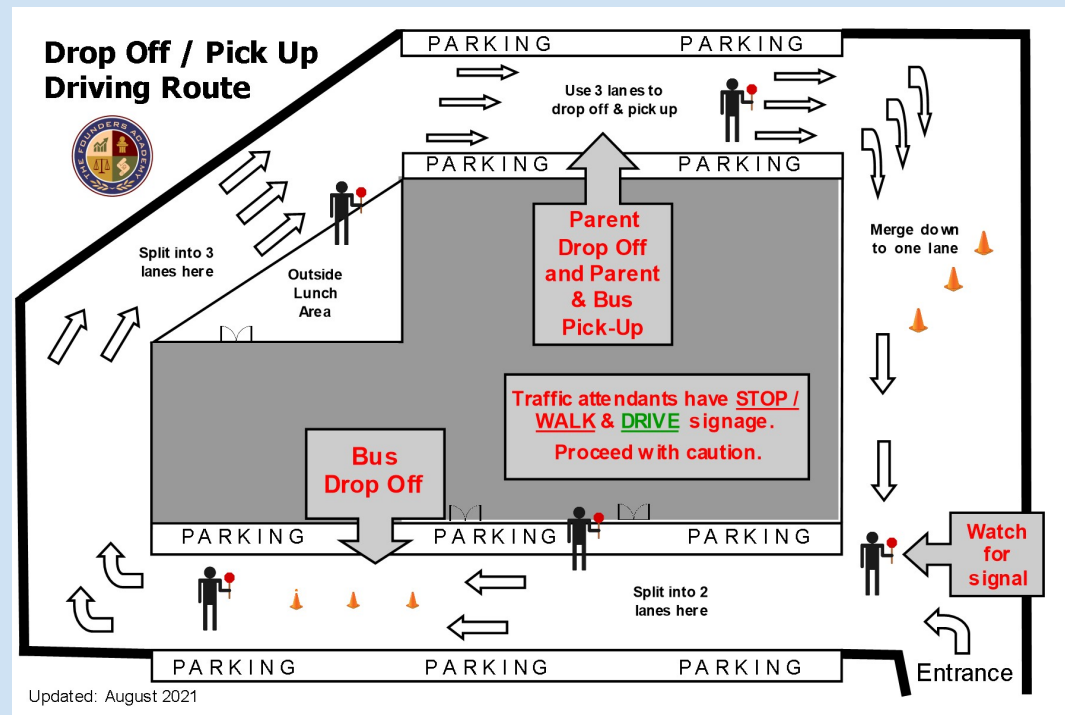 Drop Off / Pick Up
Driving Route
THE FOUNDERS ACADEMY
PARKING
PARKING
Use 3 lanes to
drop off & pick up
PARKING
PARKING
Split into 3
lanes here
Outside
Lunch
Area
Parent
Drop Off
and Parent
& Bus
Pick-Up
Merge down
to one lane
Traffic attendants have STOP /
WALK & DRIVE signage.
Proceed with caution.
Bus
Drop Off
PARKING
PARKING
PARKING
Watch
for
signal
Split into 2
lanes here
PARKING
PARKING
PARKING
Entrance
Updated: August 2021